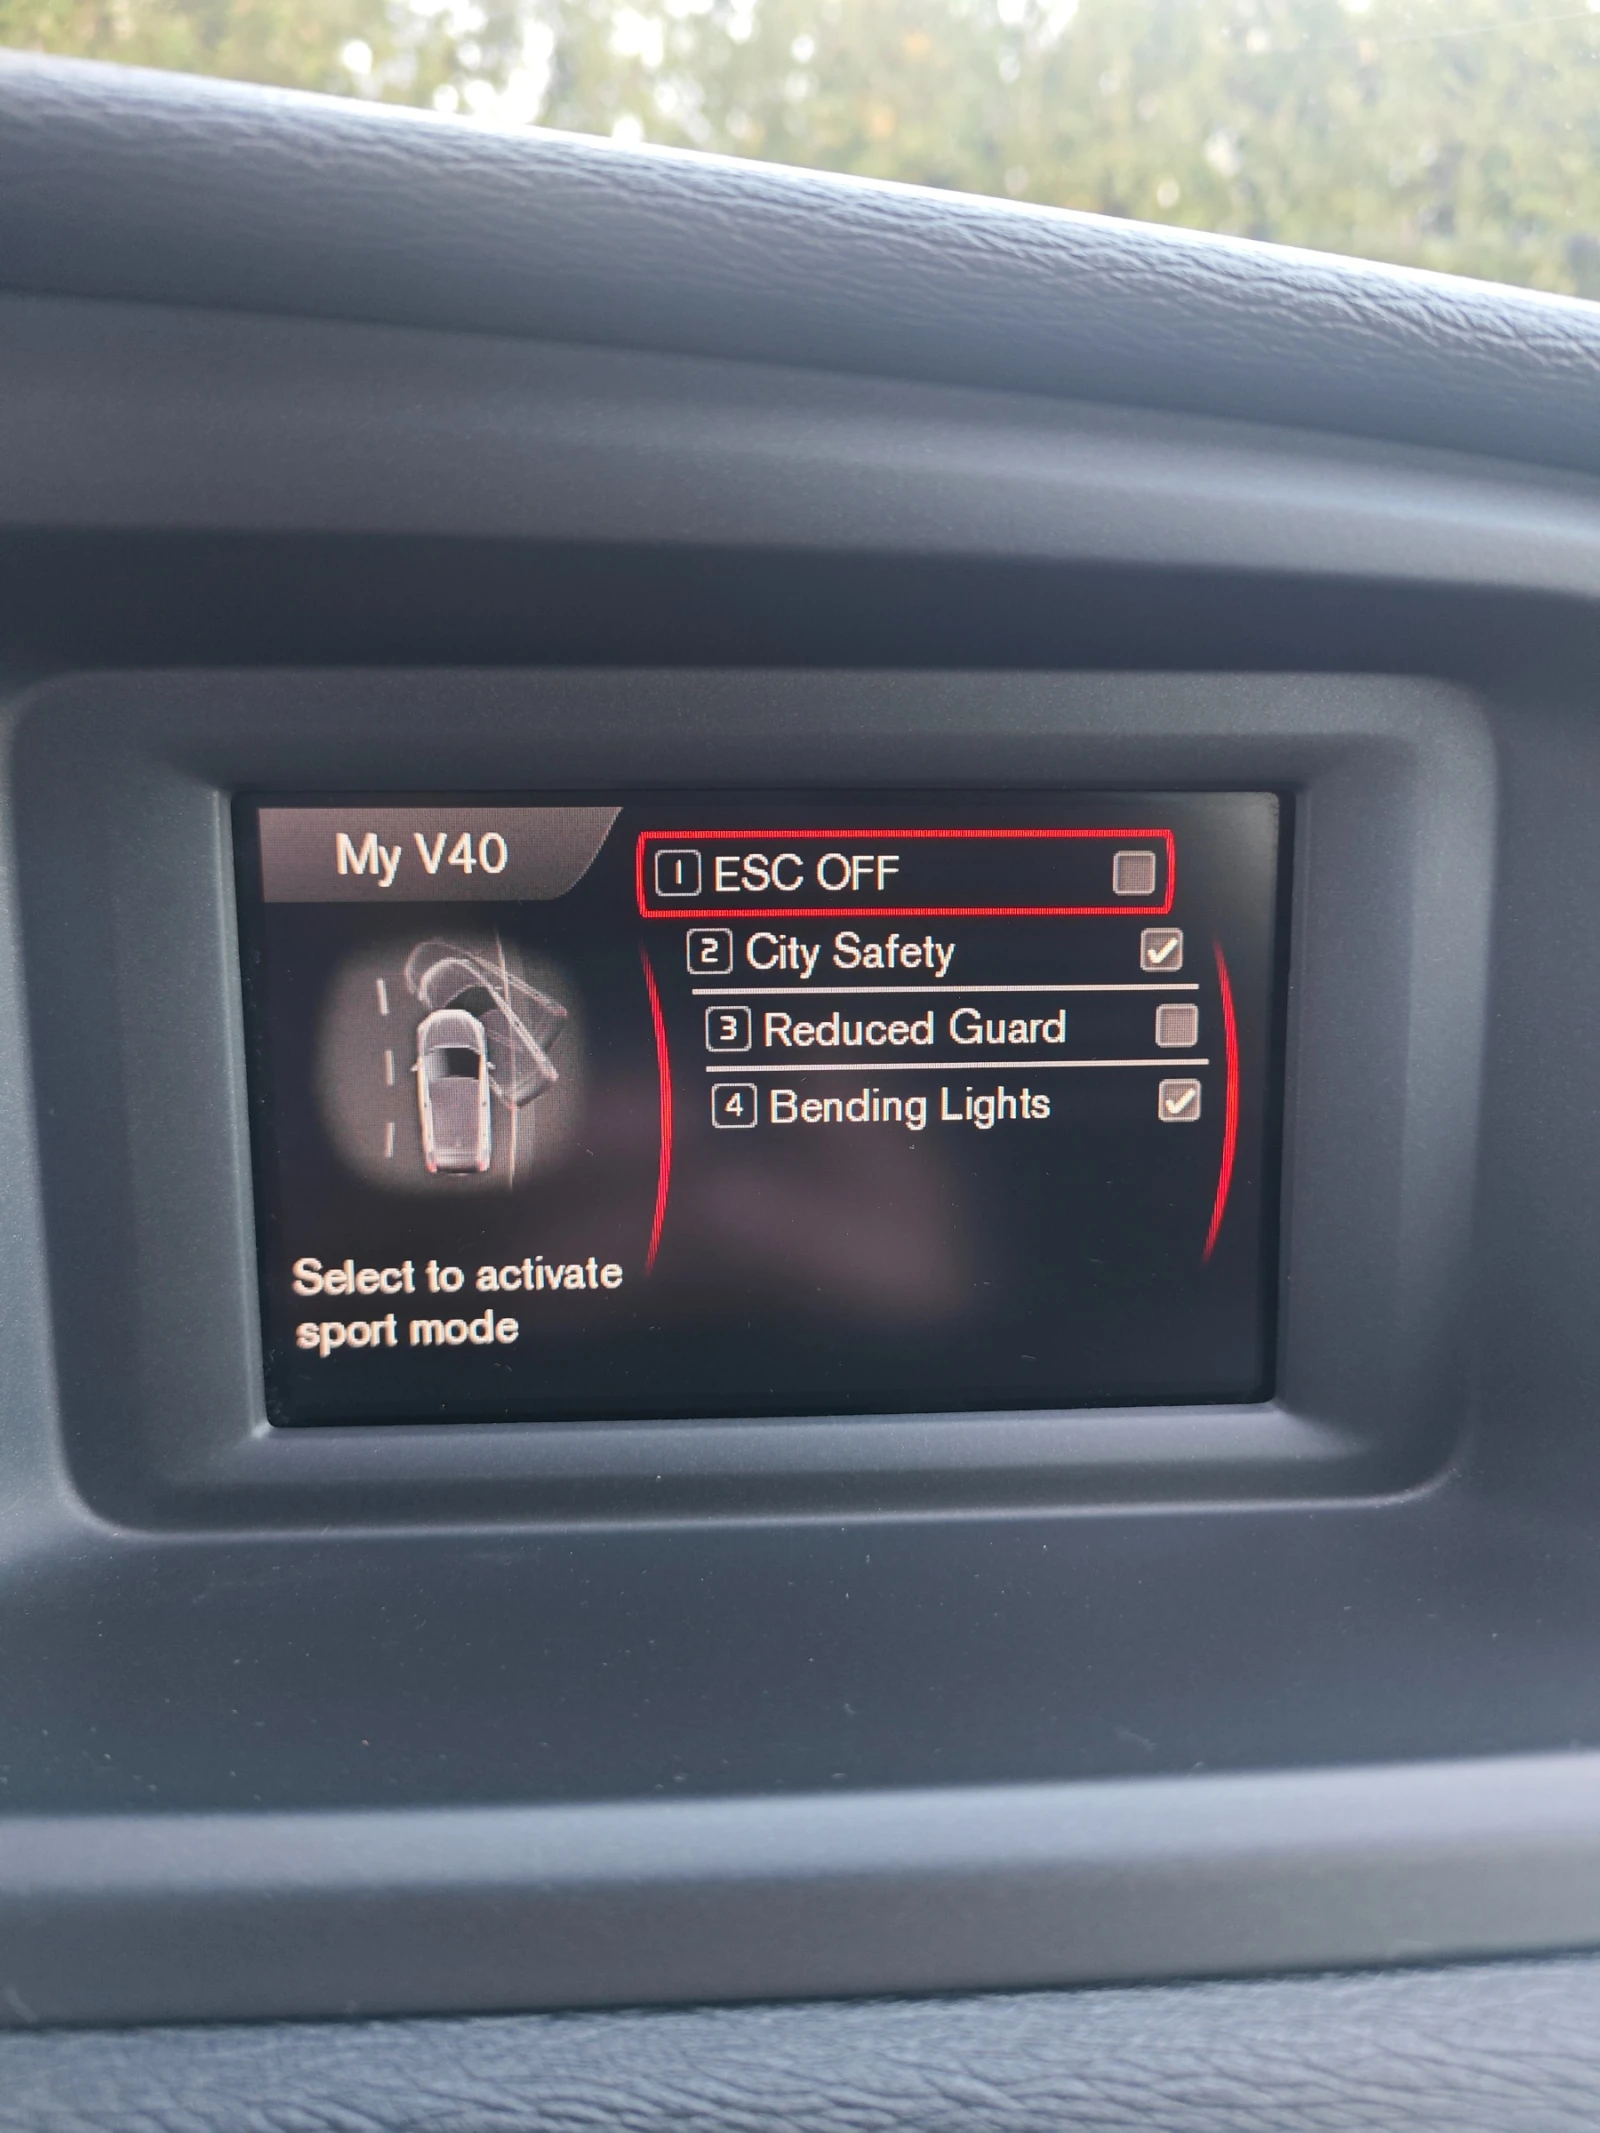 My V40
1 ESC OFF
2 City Safety
3 Reduced Guard
4 Bending Lights
Select to activate
sport mode